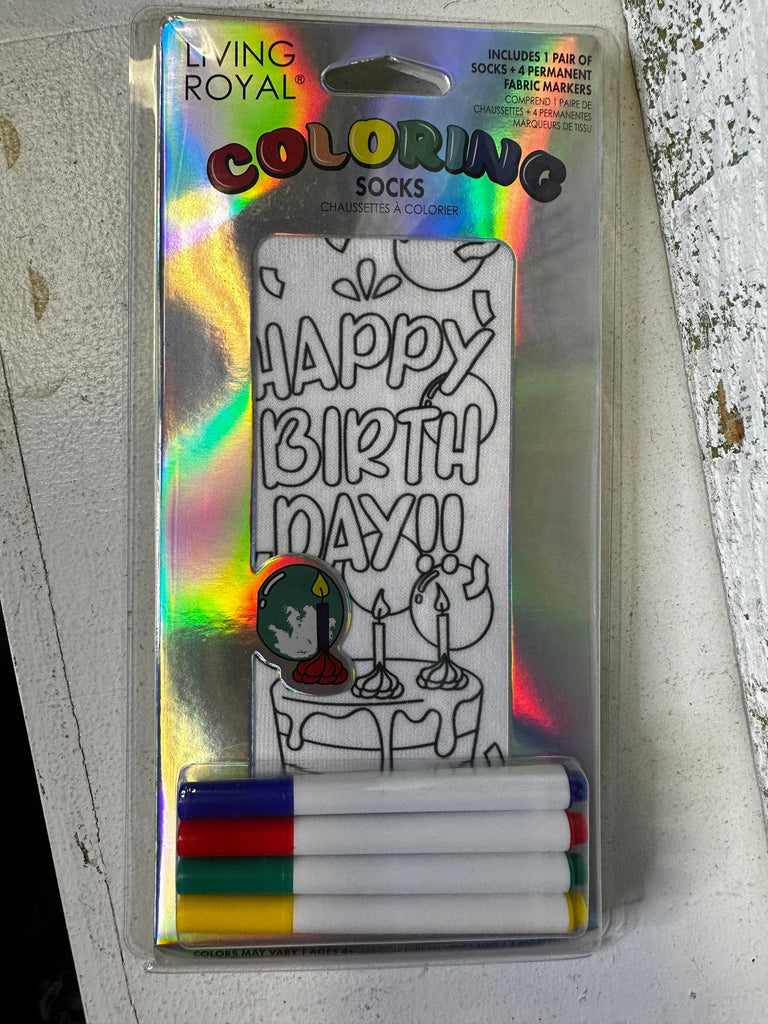 LIVING
ROYAL®
INCLUDES 1 PAIR OF
SOCKS + 4 PERMANENT
FABRIC MARKERS
COMPREND 1 PAIRE DE
CHAUSSETTES + 4 PERMANENTES
MARQUEURS DE TISSU
COLORING
SOCKS
CHAUSSETTES À COLORIER
HAPPY
BIRTH
DAY!!
COLORS MAY VARY | AGES 4+